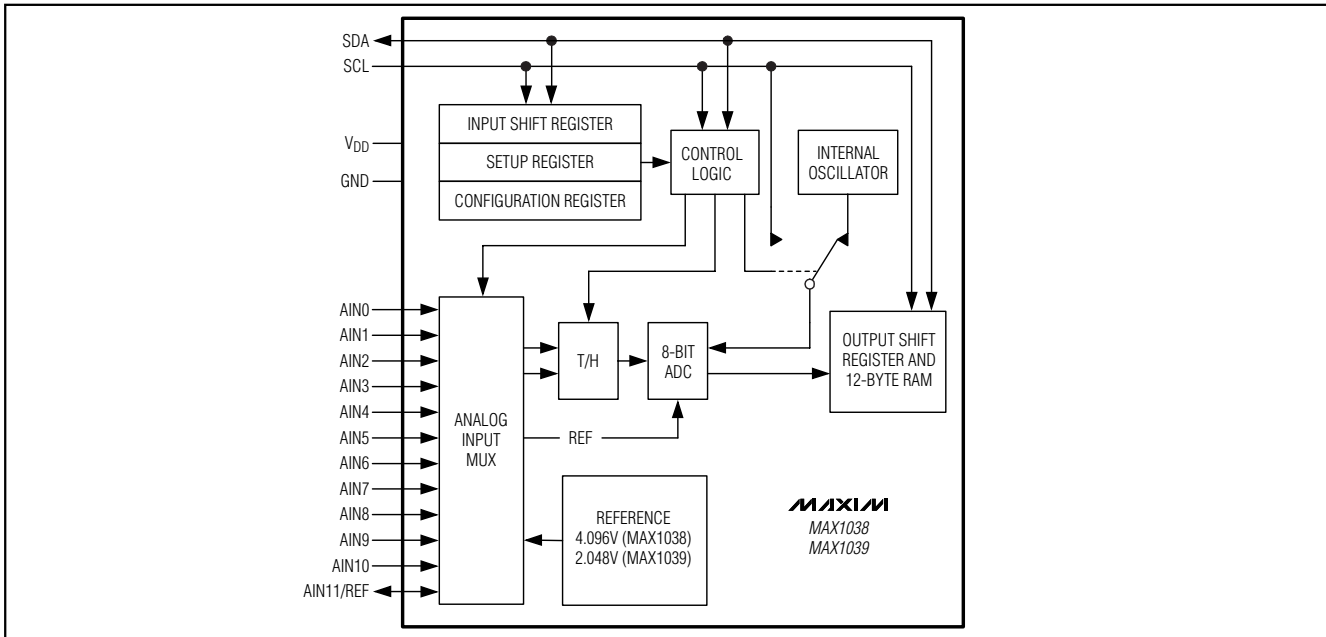 SDA
SCL
VDD
GND
INPUT SHIFT REGISTER
SETUP REGISTER
CONFIGURATION REGISTER
CONTROL
LOGIC
INTERNAL
OSCILLATOR
AIN0
AIN1
AIN2
AIN3
AIN4
AIN5
AIN6
AIN7
AIN8
AIN9
AIN10
AIN11/REF
ANALOG
INPUT
MUX
T/H
8-BIT
ADC
OUTPUT SHIFT
REGISTER AND
12-BYTE RAM
REF
REFERENCE
4.096V (MAX1038)
2.048V (MAX1039)
MAXIM
MAX1038
MAX1039